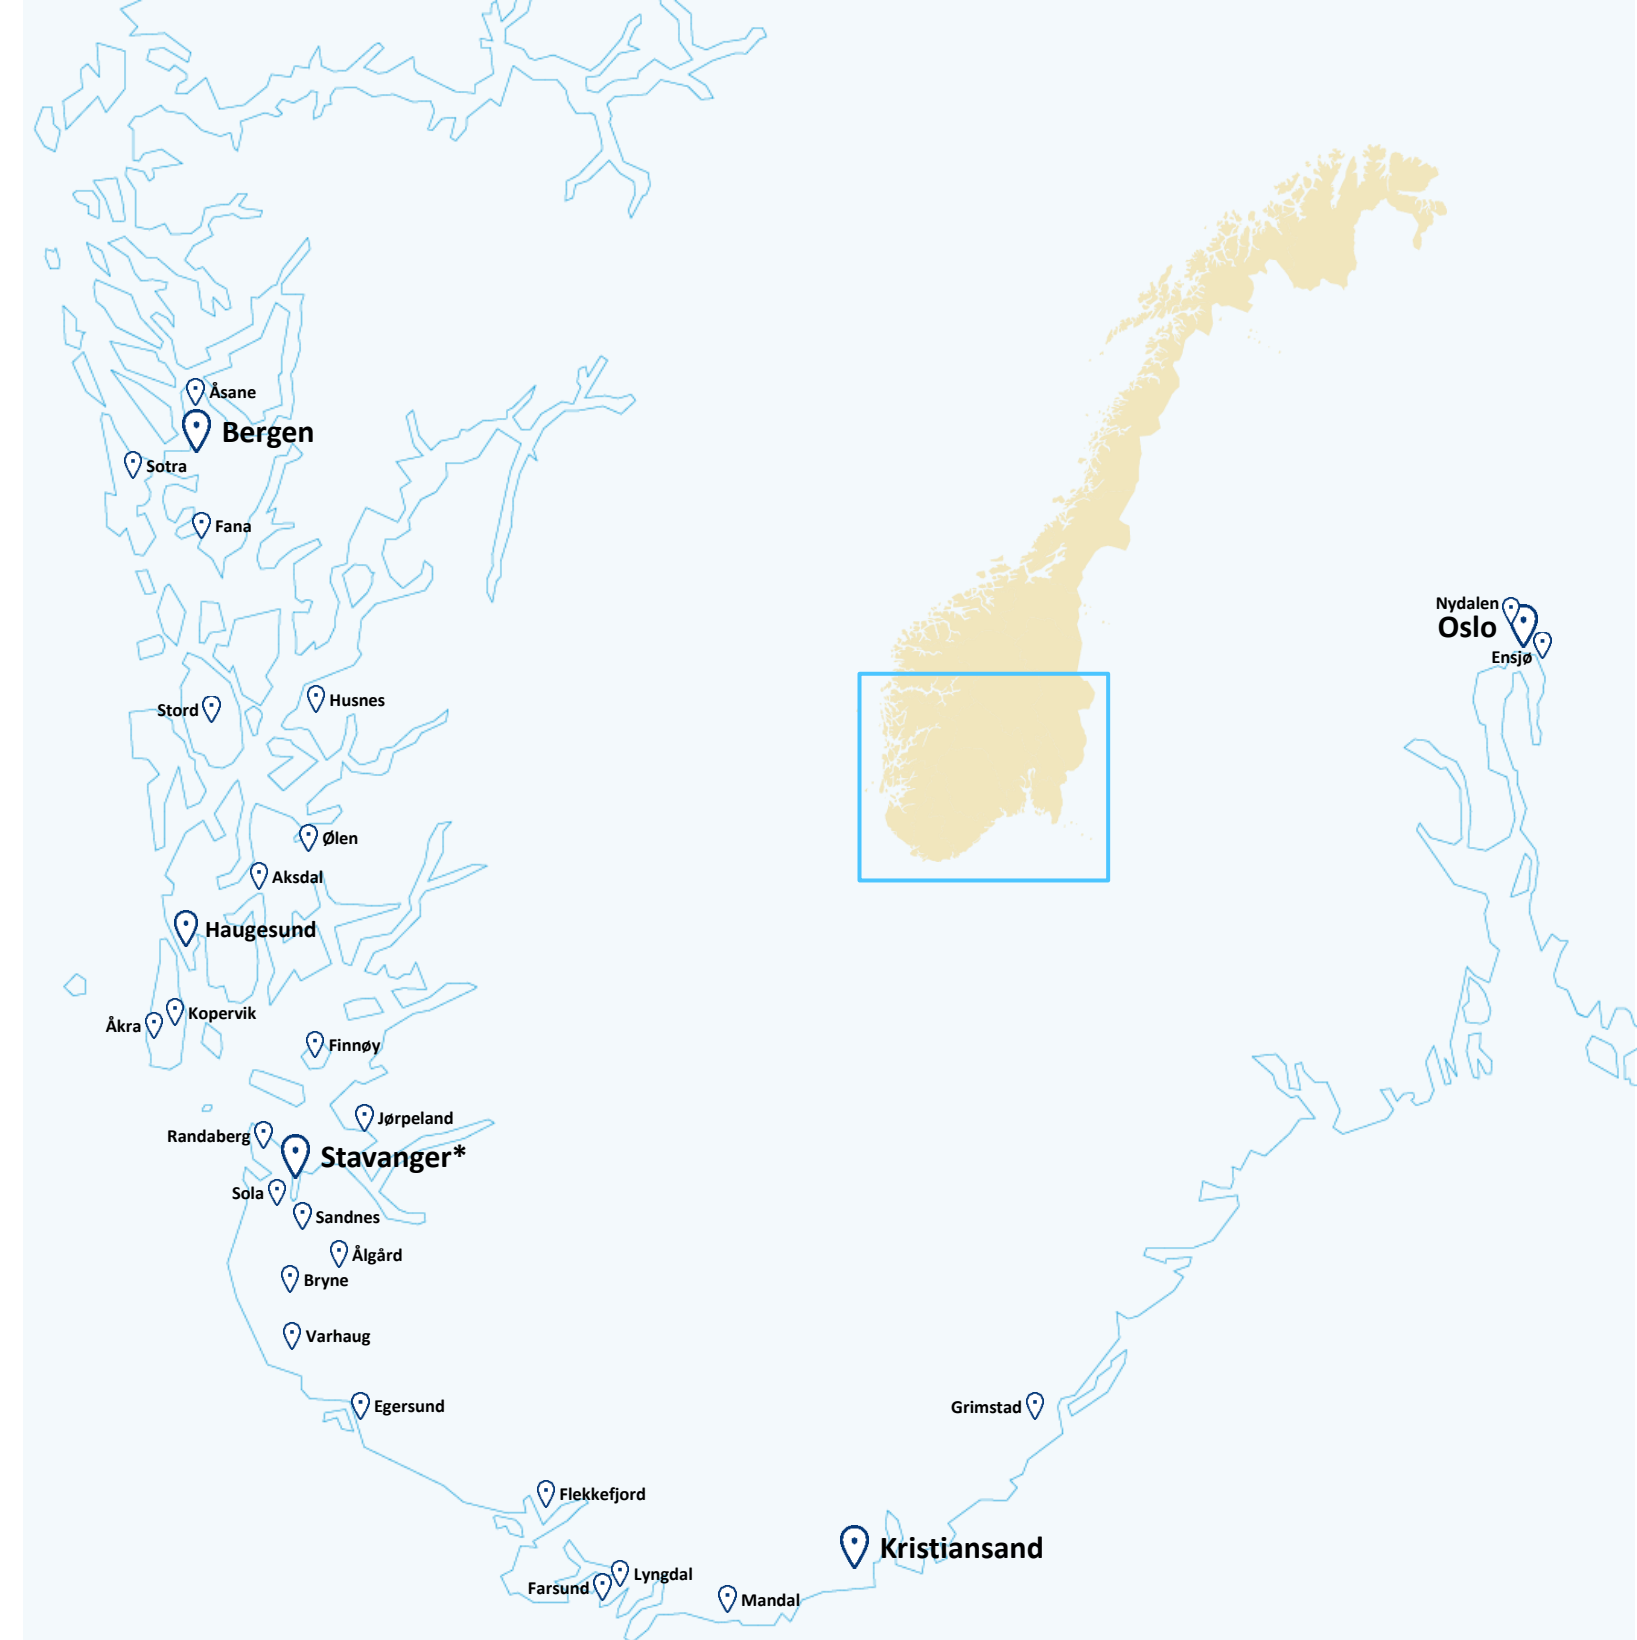 Åsane
Bergen
Sotra
Fana
Nydalen
Oslo
Ensjø
Husnes
Stord
Ølen
Aksdal
Haugesund
Kopervik
Åkra
Finnøy
Jørpeland
Randaberg
Stavanger*
Sola
Sandnes
Ålgård
Bryne
Varhaug
Egersund
Grimstad
Flekkefjord
Kristiansand
Lyngdal
Farsund
Mandal